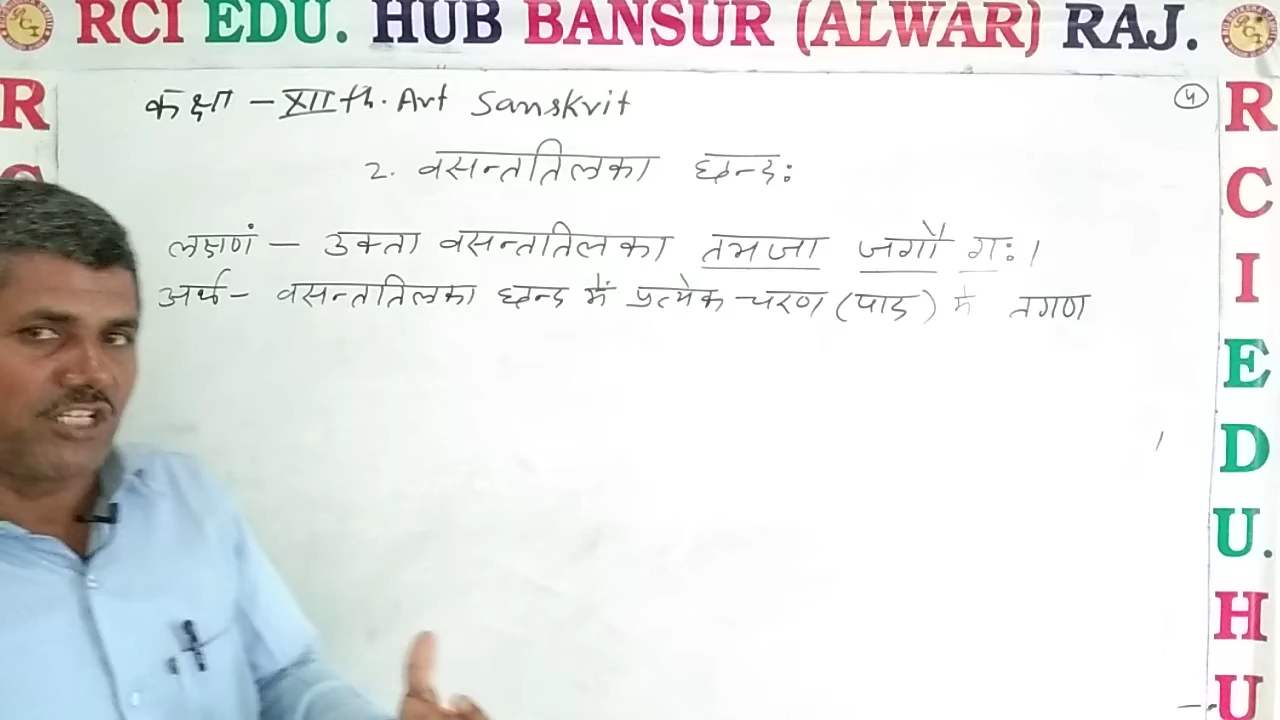 RCI EDU. HUB BANSUR (ALWAR) RAJ.
कक्षा - XIIth. Art Sanskrit
4
2. वसन्ततिलका छन्द:
लक्षणं - उक्ता वसन्ततिलका तभजा जगौ ग:।
अर्थ - वसन्ततिलका छन्द में प्रत्येक चरण (पाद) में तगण
R
R
C
I
E
D
U.
H
U